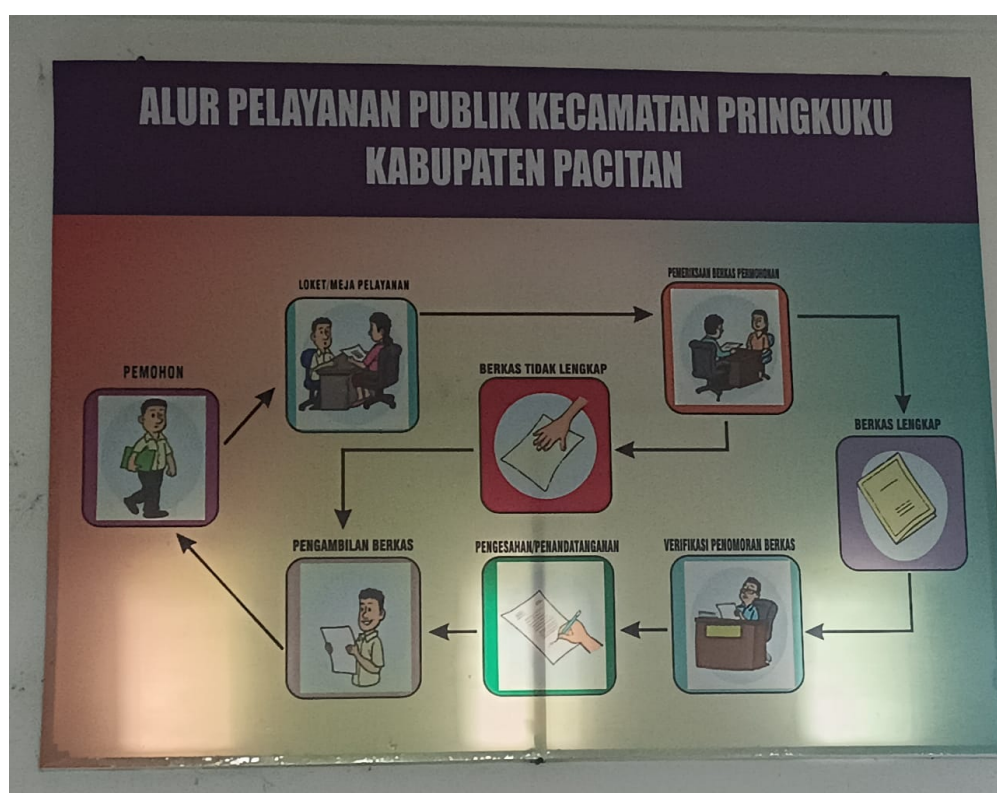 ALUR PELAYANAN PUBLIK KECAMATAN PRINGKUKU
KABUPATEN PACITAN
PEMOHON
LOKET/MEJA PELAYANAN
PEMERIKSAAN BERKAS PERMOHONAN
BERKAS TIDAK LENGKAP
BERKAS LENGKAP
PENGAMBILAN BERKAS
PENGESAHAN/PENANDATANGANAN
VERIFIKASI PENOMORAN BERKAS